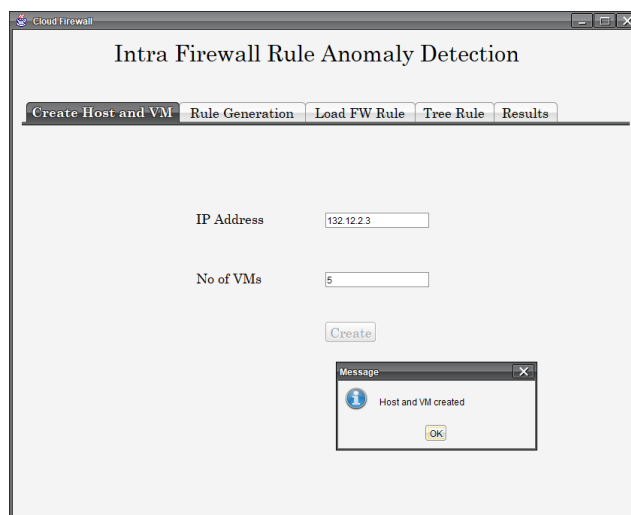 Cloud Firewall
Intra Firewall Rule Anomaly Detection
Create Host and VM Rule Generation Load FW Rule Tree Rule Results
IP Address 132.12.2.3
No of VMs 5
Create
Message
Host and VM created
OK